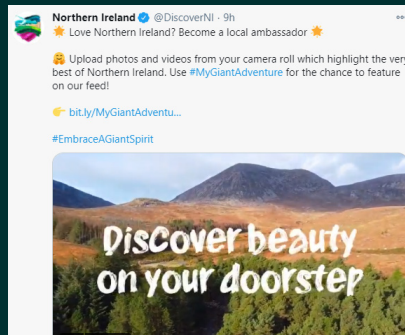 Northern Ireland @DiscoverNI · 9h
🌟 Love Northern Ireland? Become a local ambassador 🌟
🤗 Upload photos and videos from your camera roll which highlight the very
best of Northern Ireland. Use #MyGiantAdventure for the chance to feature
on our feed!
👉 bit.ly/MyGiantAdventu...
#EmbraceAGiantSpirit
Discover beauty
on your doorstep